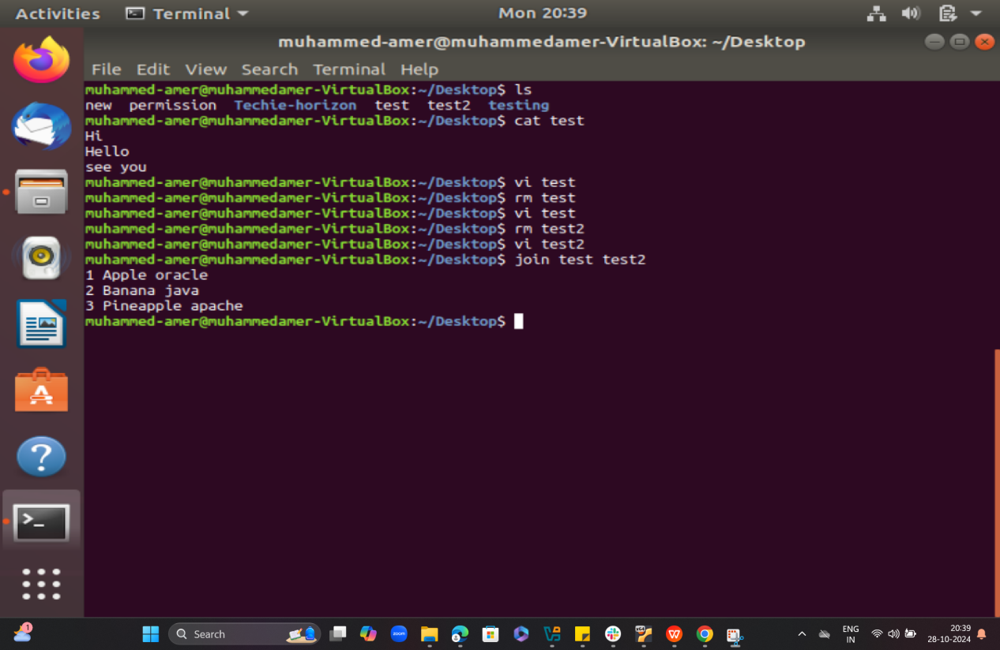 Activities Terminal Mon 20:39
muhammed-amer@muhammedamer-VirtualBox: ~/Desktop
File Edit View Search Terminal Help
muhammed-amer@muhammedamer-VirtualBox:~/Desktop$ ls
new permission Techie-horizon test test2 testing
muhammed-amer@muhammedamer-VirtualBox:~/Desktop$ cat test
Hi
Hello
see you
muhammed-amer@muhammedamer-VirtualBox:~/Desktop$ vi test
muhammed-amer@muhammedamer-VirtualBox:~/Desktop$ rm test
muhammed-amer@muhammedamer-VirtualBox:~/Desktop$ vi test
muhammed-amer@muhammedamer-VirtualBox:~/Desktop$ rm test2
muhammed-amer@muhammedamer-VirtualBox:~/Desktop$ vi test2
muhammed-amer@muhammedamer-VirtualBox:~/Desktop$ join test test2
1 Apple oracle
2 Banana java
3 Pineapple apache
muhammed-amer@muhammedamer-VirtualBox:~/Desktop$
1 Search zoom ENG 20:39
IN 28-10-2024